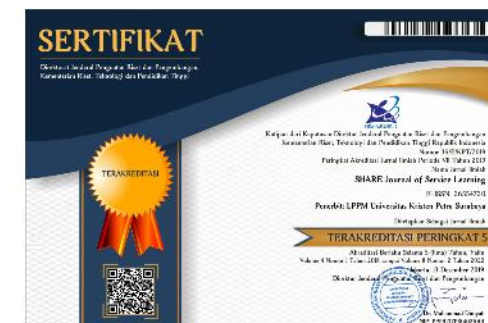 SERTIFIKAT
Direktorat Jenderal Penguatan Riset dan Pengembangan,
Kementerian Riset, Teknologi dan Pendidikan Tinggi
Kutipan dari Keputusan Direktur Jenderal Penguatan Riset dan Pengembangan
Kementerian Riset, Teknologi dan Pendidikan Tinggi Republik Indonesia
Peringkat Akreditasi Jurnal Ilmiah Periode VII Tahun 2019
Nama Jurnal Ilmiah
SHARE Journal of Service Learning
Penerbit: LPPM Universitas Kristen Petra Surabaya
Ditetapkan Sebagai Jurnal Ilmiah
TERAKREDITASI
TERAKREDITASI PERINGKAT 5
Akreditasi Berlaku Selama 5 (lima) Tahun, Yaitu
Jakarta, 13 Desember 2019
Direktur Jenderal Penguatan Riset dan Pengembangan